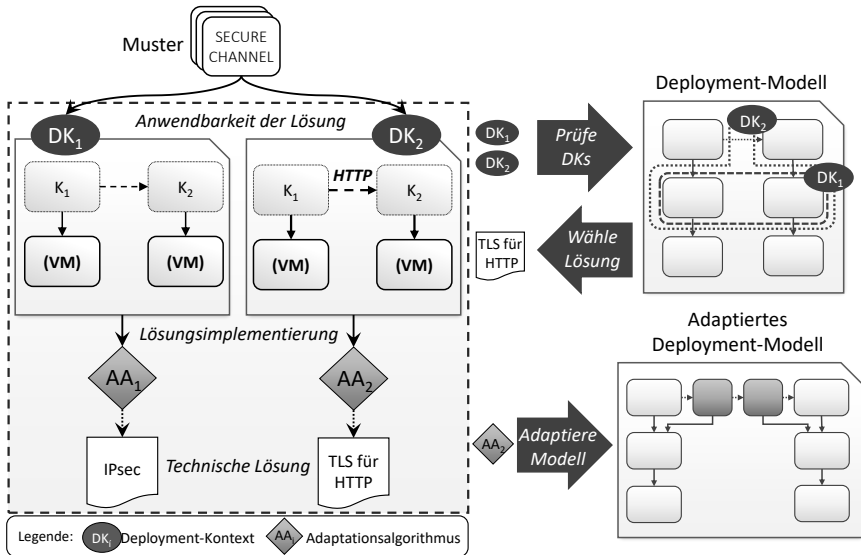 Muster
SECURE
CHANNEL
DK1
Anwendbarkeit der Lösung
DK2
K1
K2
(VM)
(VM)
K1
HTTP
K2
(VM)
(VM)
Lösungsimplementierung
AA1
AA2
IPsec
Technische Lösung
TLS für
HTTP
DK1
DK2
Prüfe
DKs
Deployment-Modell
DK2
DK1
TLS für
HTTP
Wähle
Lösung
Adaptiertes
Deployment-Modell
AA2
Adaptiere
Modell
Legende:
DKi
Deployment-Kontext
AAi
Adaptationsalgorithmus